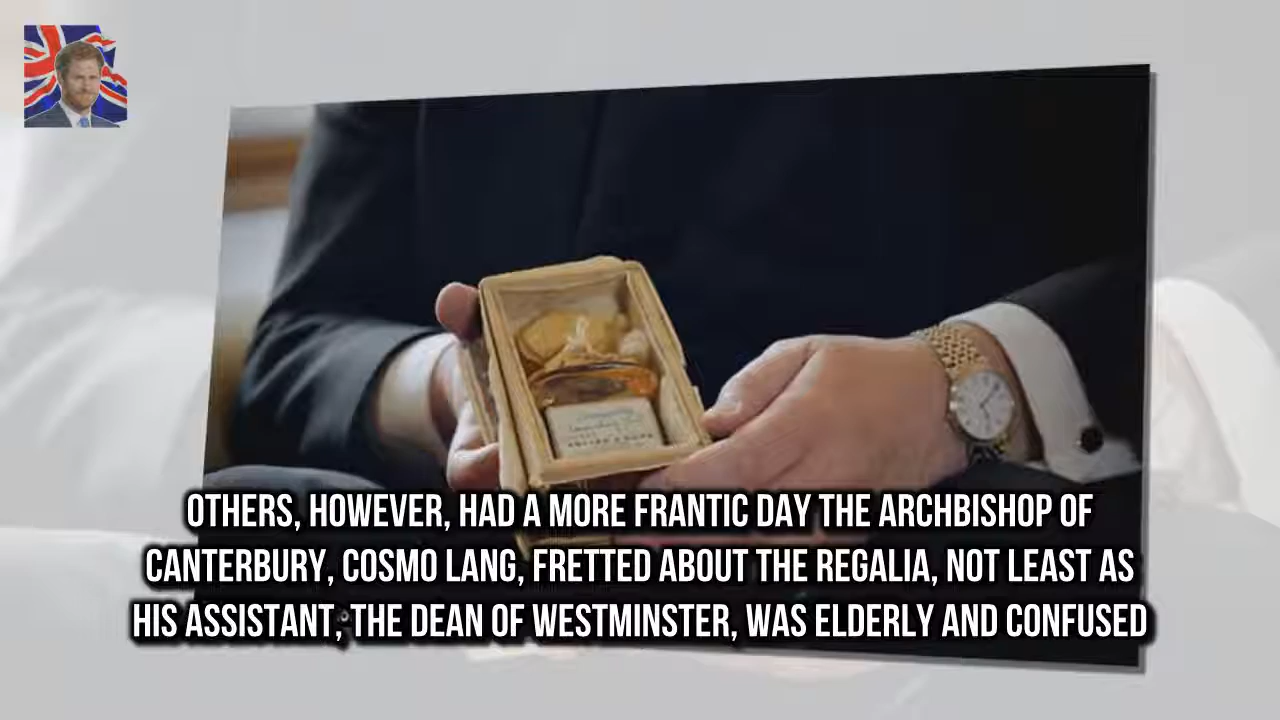 OTHERS, HOWEVER, HAD A MORE FRANTIC DAY THE ARCHBISHOP OF
CANTERBURY, COSMO LANG, FRETTED ABOUT THE REGALIA, NOT LEAST AS
HIS ASSISTANT, THE DEAN OF WESTMINSTER, WAS ELDERLY AND CONFUSED